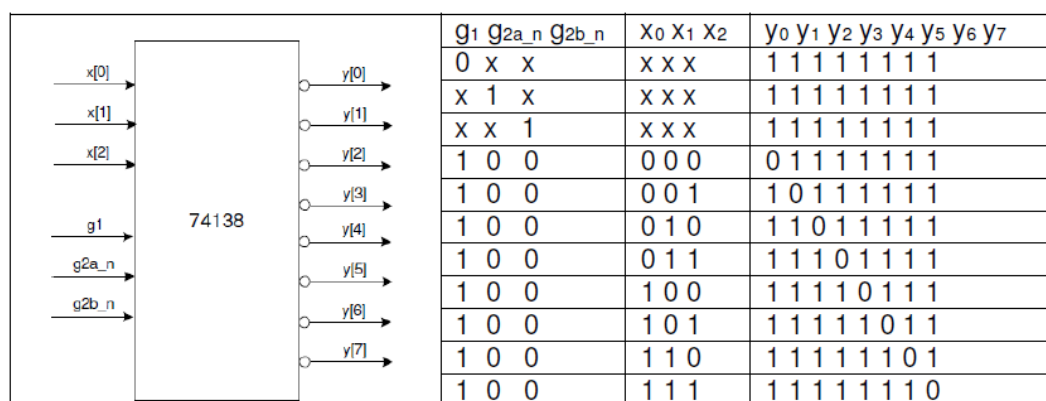 x[0]
x[1]
x[2]
g1
g2a_n
g2b_n
74138
y[0]
y[1]
y[2]
y[3]
y[4]
y[5]
y[6]
y[7]
g1 g2a_n g2b_n x0 x1 x2 y0 y1 y2 y3 y4 y5 y6 y7
0 x x x x x 1 1 1 1 1 1 1 1
x 1 x x x x 1 1 1 1 1 1 1 1
x x 1 x x x 1 1 1 1 1 1 1 1
1 0 0 0 0 0 0 1 1 1 1 1 1 1
1 0 0 0 0 1 1 0 1 1 1 1 1 1
1 0 0 0 1 0 1 1 0 1 1 1 1 1
1 0 0 0 1 1 1 1 1 0 1 1 1 1
1 0 0 1 0 0 1 1 1 1 0 1 1 1
1 0 0 1 0 1 1 1 1 1 1 0 1 1
1 0 0 1 1 0 1 1 1 1 1 1 0 1
1 0 0 1 1 1 1 1 1 1 1 1 1 0